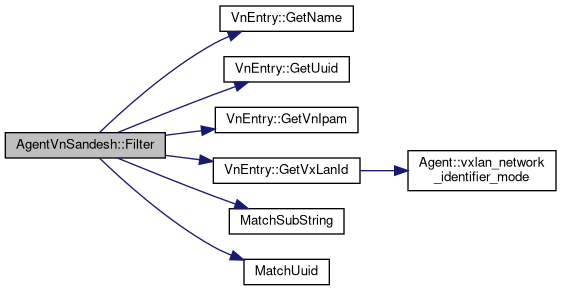 VnEntry::GetName
VnEntry::GetUuid
VnEntry::GetVnIpam
AgentVnSandesh::Filter
VnEntry::GetVxLanId
Agent::vxlan_network
_identifier_mode
MatchSubString
MatchUuid